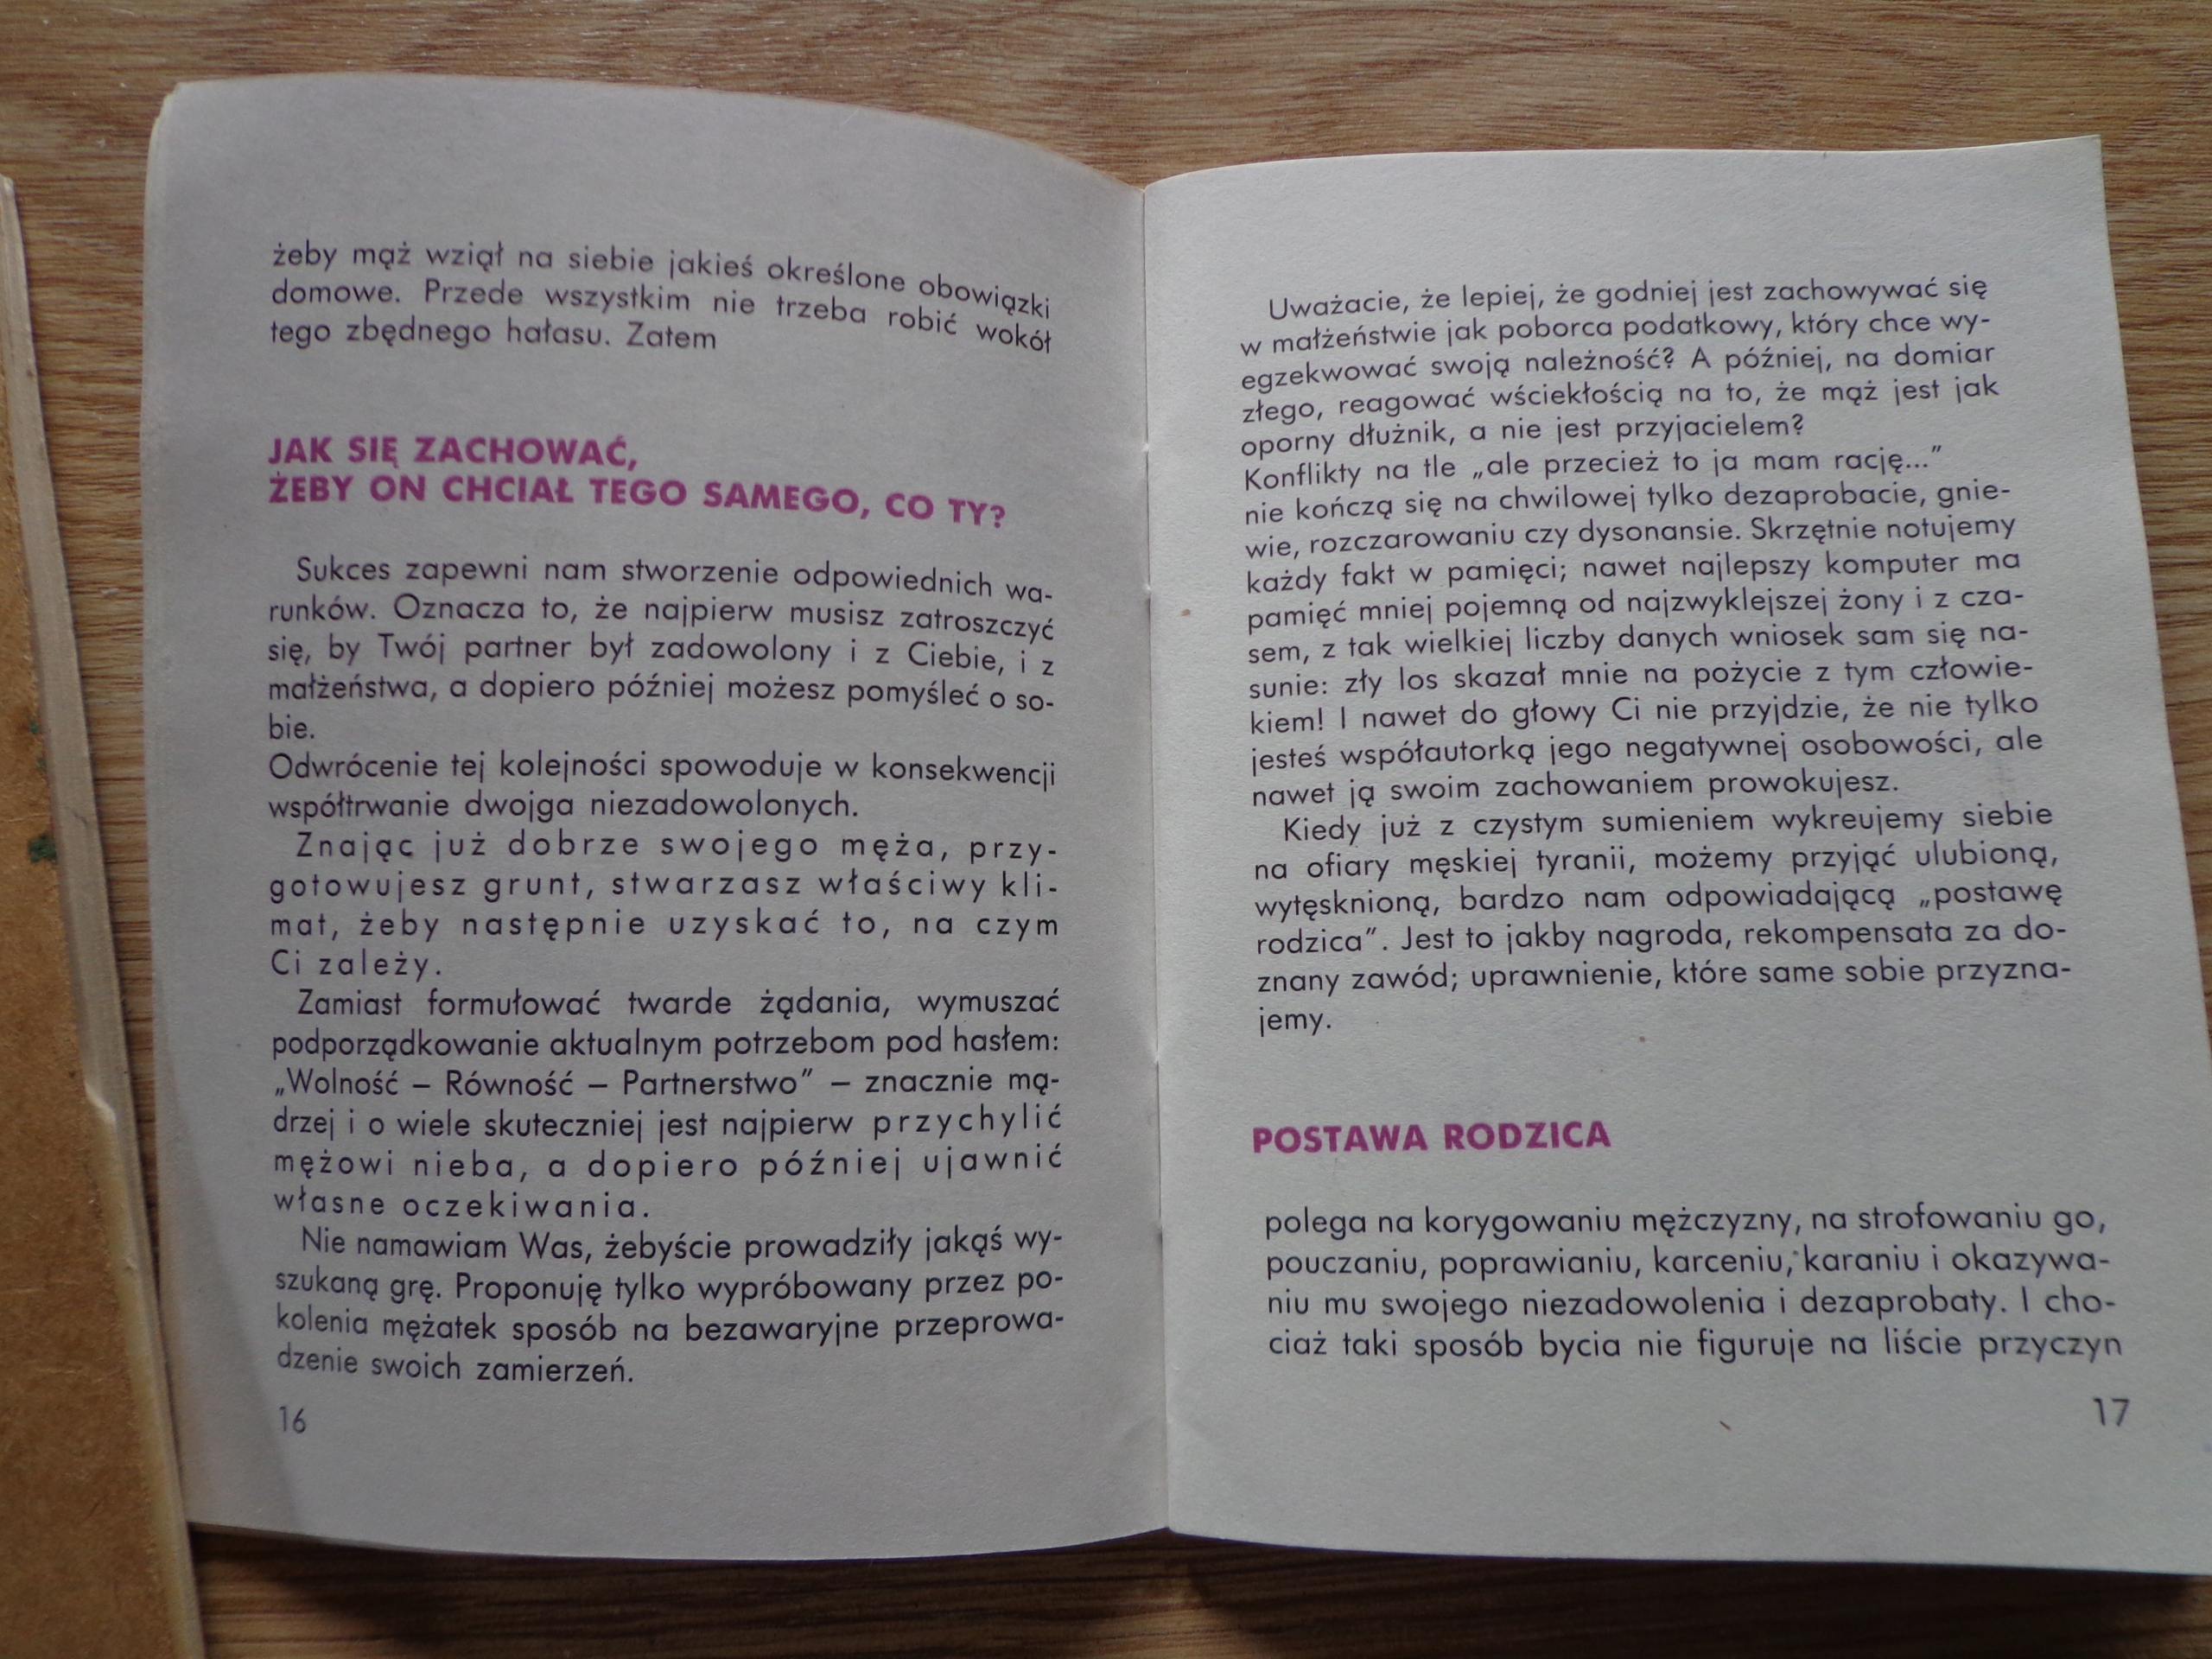 żeby mąż wziął na siebie jakieś określone obowiązki
domowe. Przede wszystkim nie trzeba robić wokół
tego zbędnego hałasu. Zatem
JAK SIĘ ZACHOWAĆ,
ŻEBY ON CHCIAŁ TEGO SAMEGO, CO TY?
Sukces zapewni nam stworzenie odpowiednich wa-
runków. Oznacza to, że najpierw musisz zatroszczyć
się, by Twój partner był zadowolony i z Ciebie, i z
małżeństwa, a dopiero później możesz pomyśleć o so-
bie.
Odwrócenie tej kolejności spowoduje w konsekwencji
współtrwanie dwojga niezadowolonych.
Znając już dobrze swojego męża, przy-
gotowujesz grunt, stwarzasz właściwy kli-
mat, żeby następnie uzyskać to, na czym
Ci zależy.
Zamiast formułować twarde żądania, wymuszać
podporządkowanie aktualnym potrzebom pod hasłem:
„Wolność – Równość – Partnerstwo” – znacznie mą-
drzej i o wiele skuteczniej jest najpierw przychylić
mężowi nieba, a dopiero później ujawnić
własne oczekiwania.
Nie namawiam Was, żebyście prowadziły jakąś wy-
szukaną grę. Proponuję tylko wypróbowany przez po-
kolenia mężatek sposób na bezawaryjne przeprowa-
dzenie swoich zamierzeń.
16
Uważacie, że lepiej, że godniej jest zachowywać się
w małżeństwie jak poborca podatkowy, który chce wy-
egzekwować swoją należność? A później, na domiar
złego, reagować wściekłością na to, że mąż jest jak
oporny dłużnik, a nie jest przyjacielem?
Konflikty na tle „ale przecież to ja mam rację...”
nie kończą się na chwilowej tylko dezaprobacie, gnie-
wie, rozczarowaniu czy dysonansie. Skrzętnie notujemy
każdy fakt w pamięci; nawet najlepszy komputer ma
pamięć mniej pojemną od najzwyklejszej żony i z cza-
sem, z tak wielkiej liczby danych wniosek sam się na-
sunie: zły los skazał mnie na pożycie z tym człowie-
kiem! I nawet do głowy Ci nie przyjdzie, że nie tylko
jesteś współautorką jego negatywnej osobowości, ale
nawet ją swoim zachowaniem prowokujesz.
Kiedy już z czystym sumieniem wykreujemy siebie
na ofiary męskiej tyranii, możemy przyjąć ulubioną,
wytęsknioną, bardzo nam odpowiadającą „postawę
rodzica”. Jest to jakby nagroda, rekompensata za do-
znany zawód; uprawnienie, które same sobie przyzna-
jemy.
POSTAWA RODZICA
polega na korygowaniu mężczyzny, na strofowaniu go,
pouczaniu, poprawianiu, karceniu, karaniu i okazywa-
niu mu swojego niezadowolenia i dezaprobaty. I cho-
ciaż taki sposób bycia nie figuruje na liście przyczyn
17